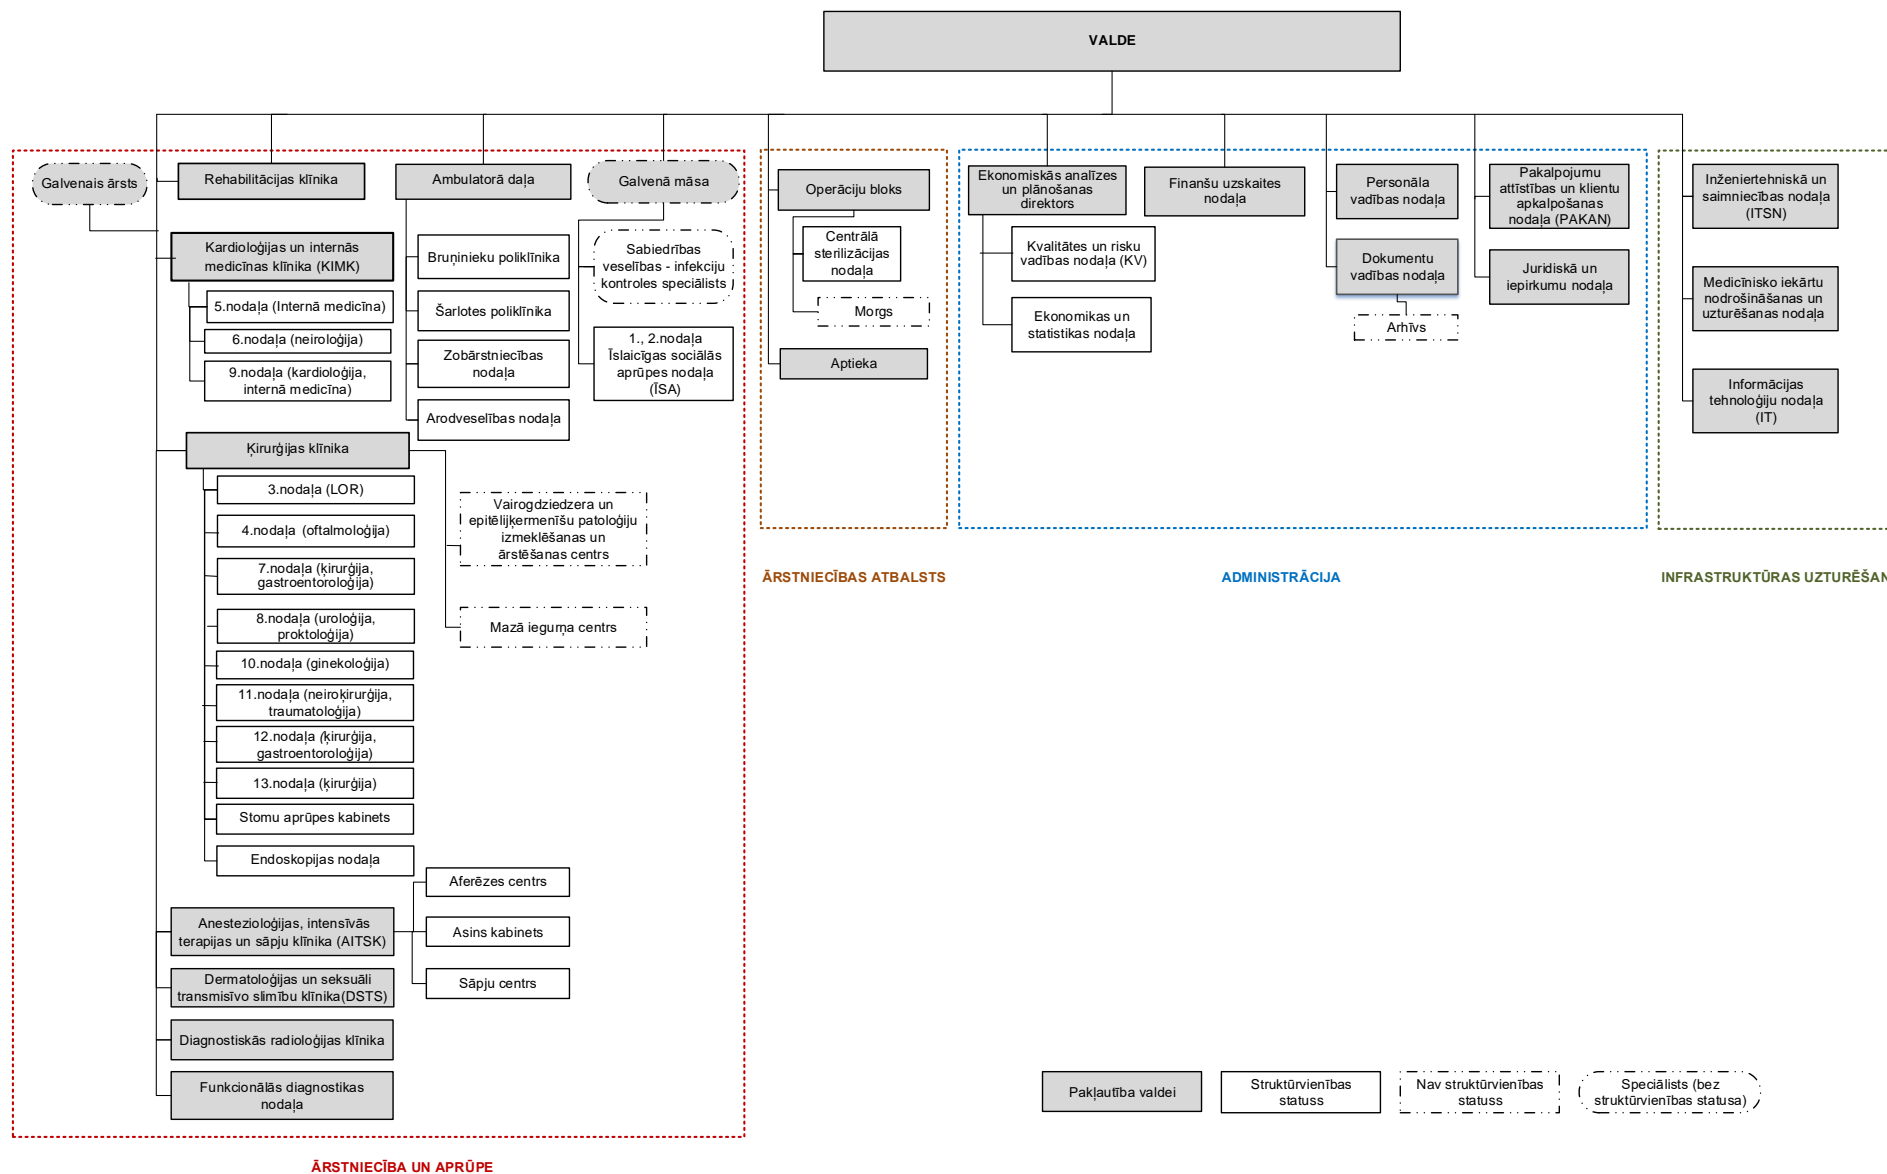 VALDE
Galvenais ārsts
Rehabilitācijas klīnika
Ambulatorā daļa
Galvenā māsa
Kardioloģijas un internās
medicīnas klīnika (KIMK)
5.nodaļa (Internā medicīna)
6.nodaļa (neiroloģija)
9.nodaļa (kardioloģija,
internā medicīna)
Bruņinieku poliklīnika
Šarlotes poliklīnika
Zobārstniecības
nodaļa
Arodveselības nodaļa
Sabiedrības
veselības - infekciju
kontroles speciālists
1., 2.nodaļa
Īslaicīgas sociālās
aprūpes nodaļa
(ĪSA)
Ķirurģijas klīnika
3.nodaļa (LOR)
4.nodaļa (oftalmoloģija)
7.nodaļa (ķirurģija,
gastroentoroloģija)
8.nodaļa (uroloģija,
proktoloģija)
10.nodaļa (ginekoloģija)
11.nodaļa (neiroķirurģija,
traumatoloģija)
12.nodaļa (ķirurģija,
gastroentoroloģija)
13.nodaļa (ķirurģija)
Stomu aprūpes kabinets
Endoskopijas nodaļa
Vairogdziedzera un
epitēlijķermenīšu patoloģiju
izmeklēšanas un
ārstēšanas centrs
Mazā iegurņa centrs
Anestezioloģijas, intensīvās
terapijas un sāpju klīnika (AITSK)
Aferēzes centrs
Asins kabinets
Sāpju centrs
Dermatoloģijas un seksuāli
transmisīvo slimību klīnika(DSTS)
Diagnostiskās radioloģijas klīnika
Funkcionālās diagnostikas
nodaļa
ĀRSTNIECĪBA UN APRŪPE
Operāciju bloks
Centrālā
sterilizācijas
nodaļa
Morgs
Aptieka
ĀRSTNIECĪBAS ATBALSTS
Ekonomiskās analīzes
un plānošanas
direktors
Kvalitātes un risku
vadības nodaļa (KV)
Ekonomikas un
statistikas nodaļa
Finanšu uzskaites
nodaļa
Personāla
vadības nodaļa
Dokumentu
vadības nodaļa
Arhīvs
Pakalpojumu
attīstības un klientu
apkalpošanas
nodaļa (PAKAN)
Juridiskā un
iepirkumu nodaļa
ADMINISTRĀCIJA
Inženiertehniskā un
saimniecības nodaļa
(ITSN)
Medicīnisko iekārtu
nodrošināšanas un
uzturēšanas nodaļa
Informācijas
tehnoloģiju nodaļa
(IT)
INFRASTRUKTŪRAS UZTURĒŠAN
Pakļautība valdei
Struktūrvienības
statuss
Nav struktūrvienības
statuss
Speciālists (bez
struktūrvienības statusa)